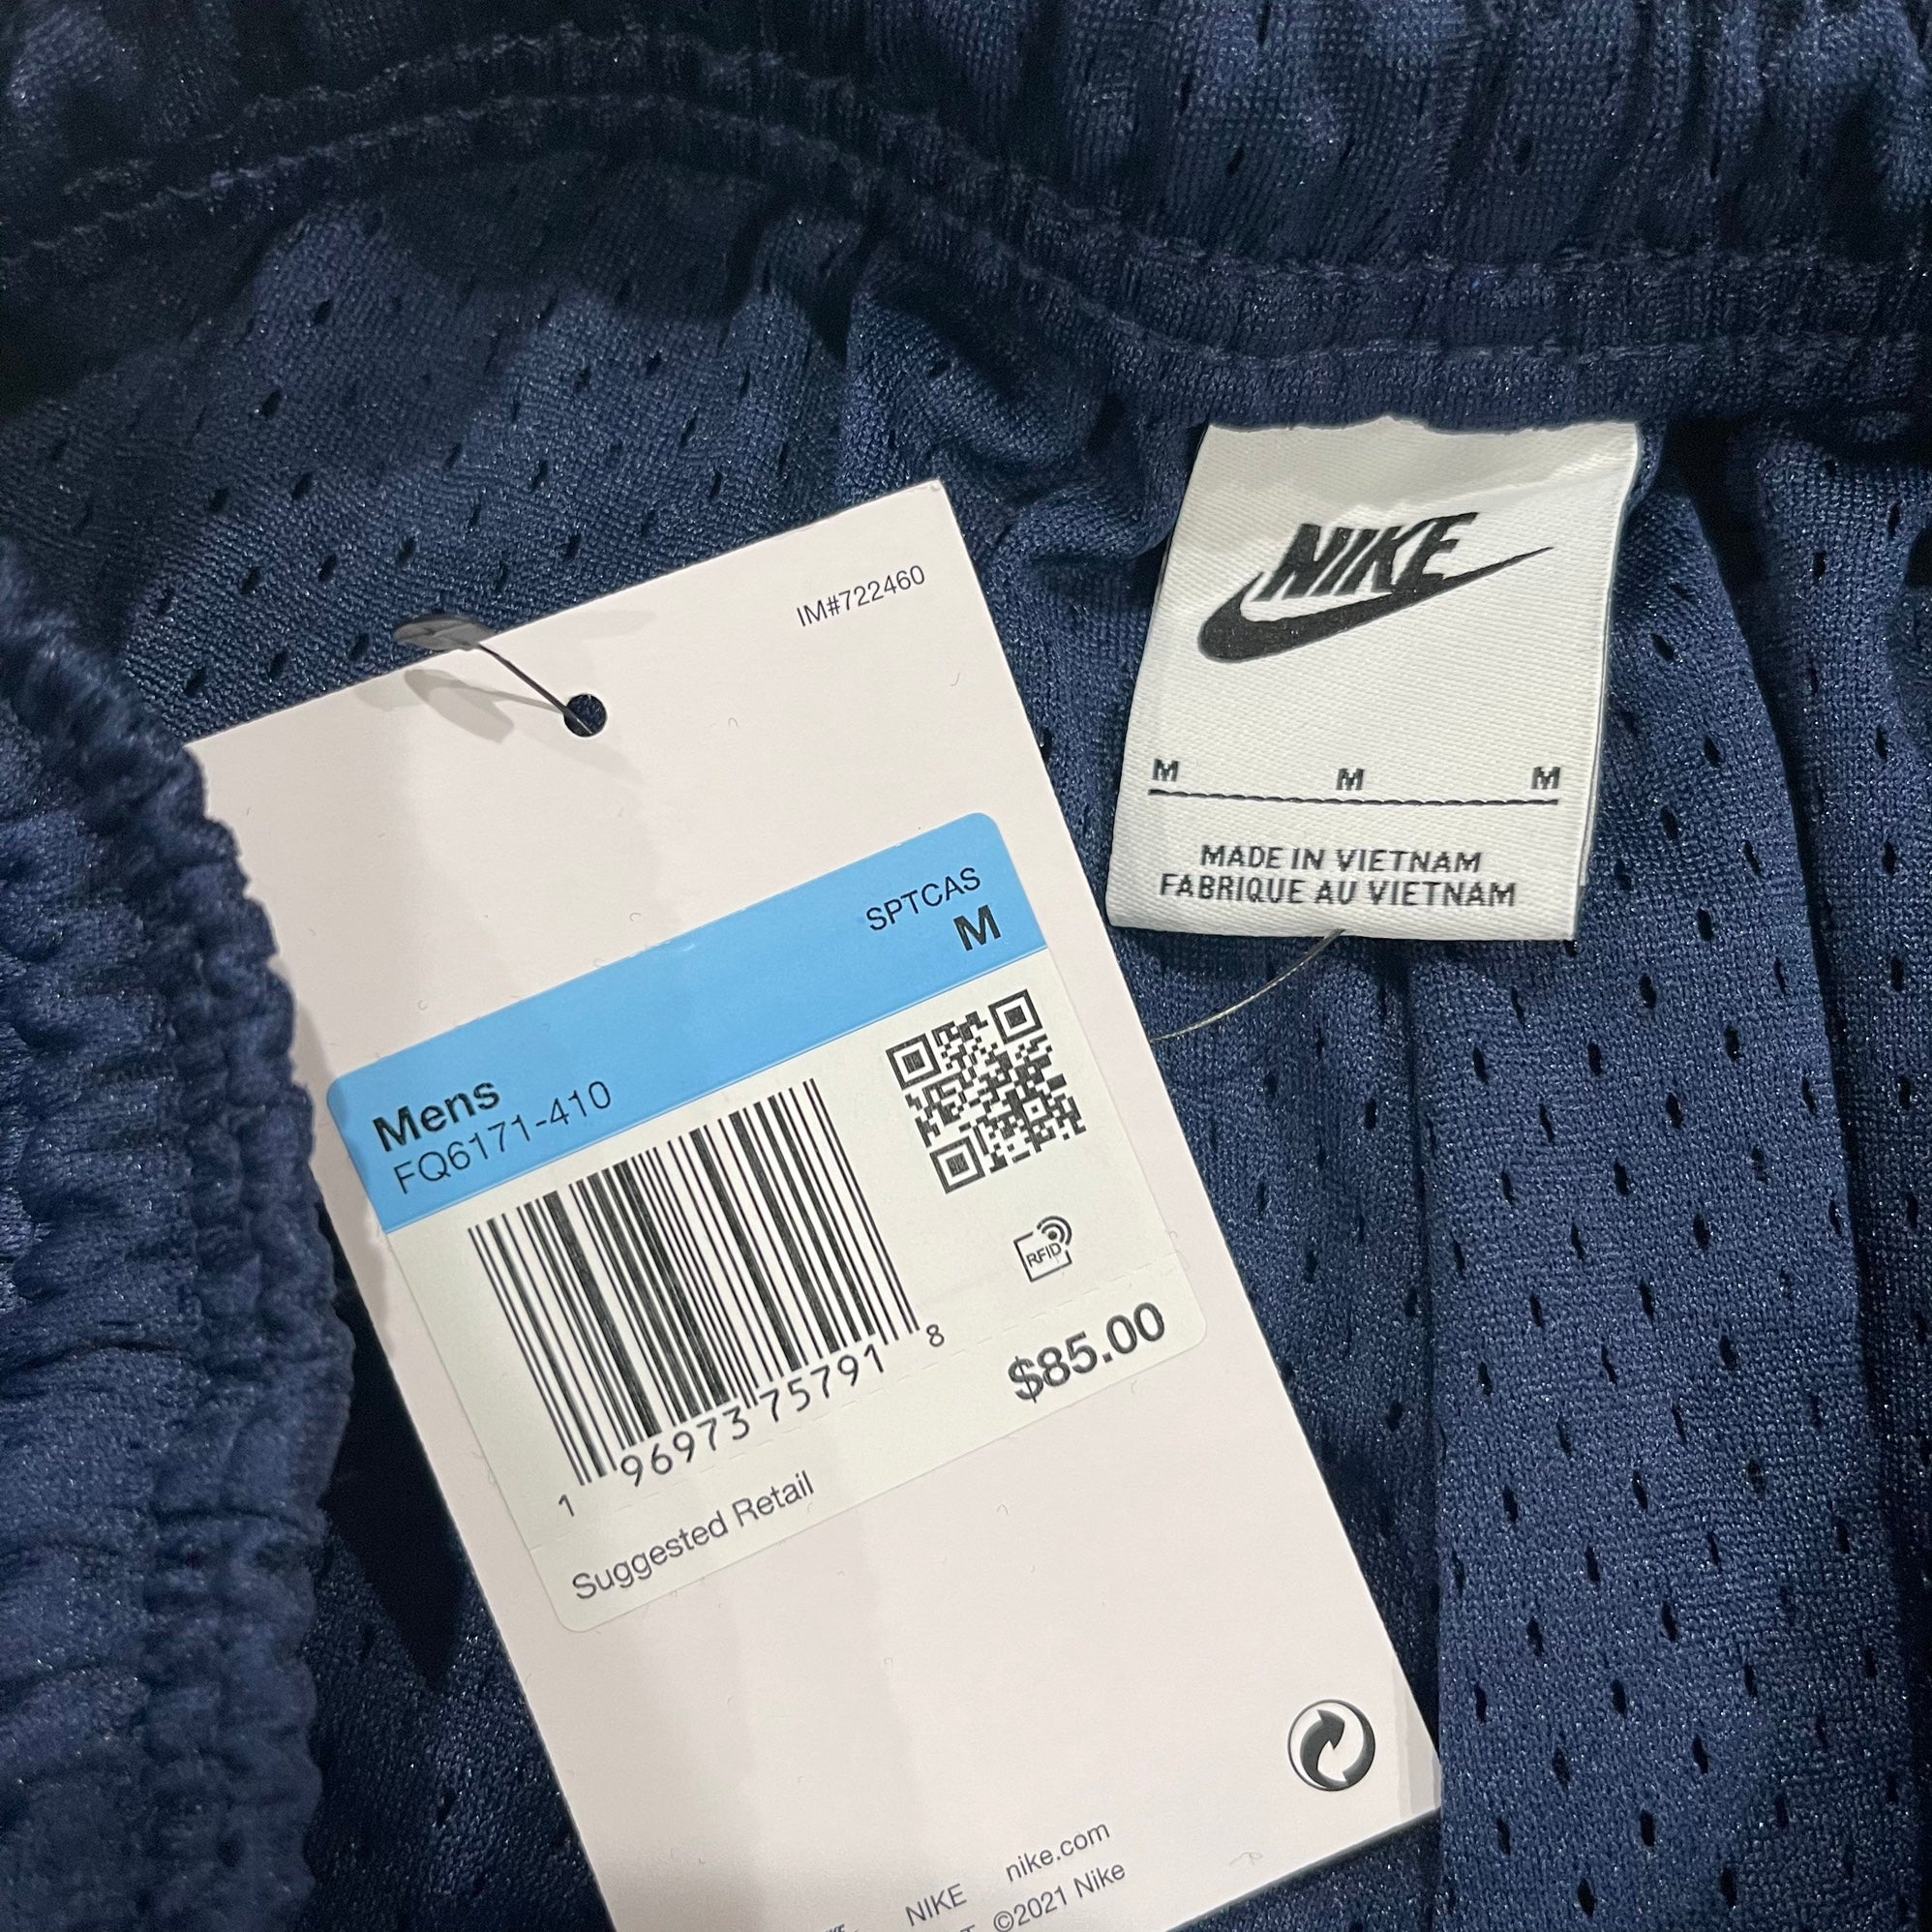 NIKE
M M M
MADE IN VIETNAM
FABRIQUE AU VIETNAM
IM#722460
SPTCAS
M
Mens
FQ6171-410
1 96973 75791 8
RFID
$85.00
Suggested Retail
NIKE nike.com
©2021 Nike